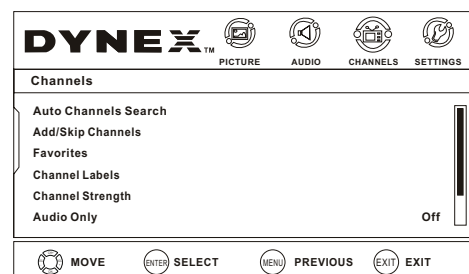 DYNEX™
PICTURE AUDIO CHANNELS SETTINGS
Channels
Auto Channels Search
Add/Skip Channels
Favorites
Channel Labels
Channel Strength
Audio Only Off
MOVE ENTER SELECT MENU PREVIOUS EXIT EXIT